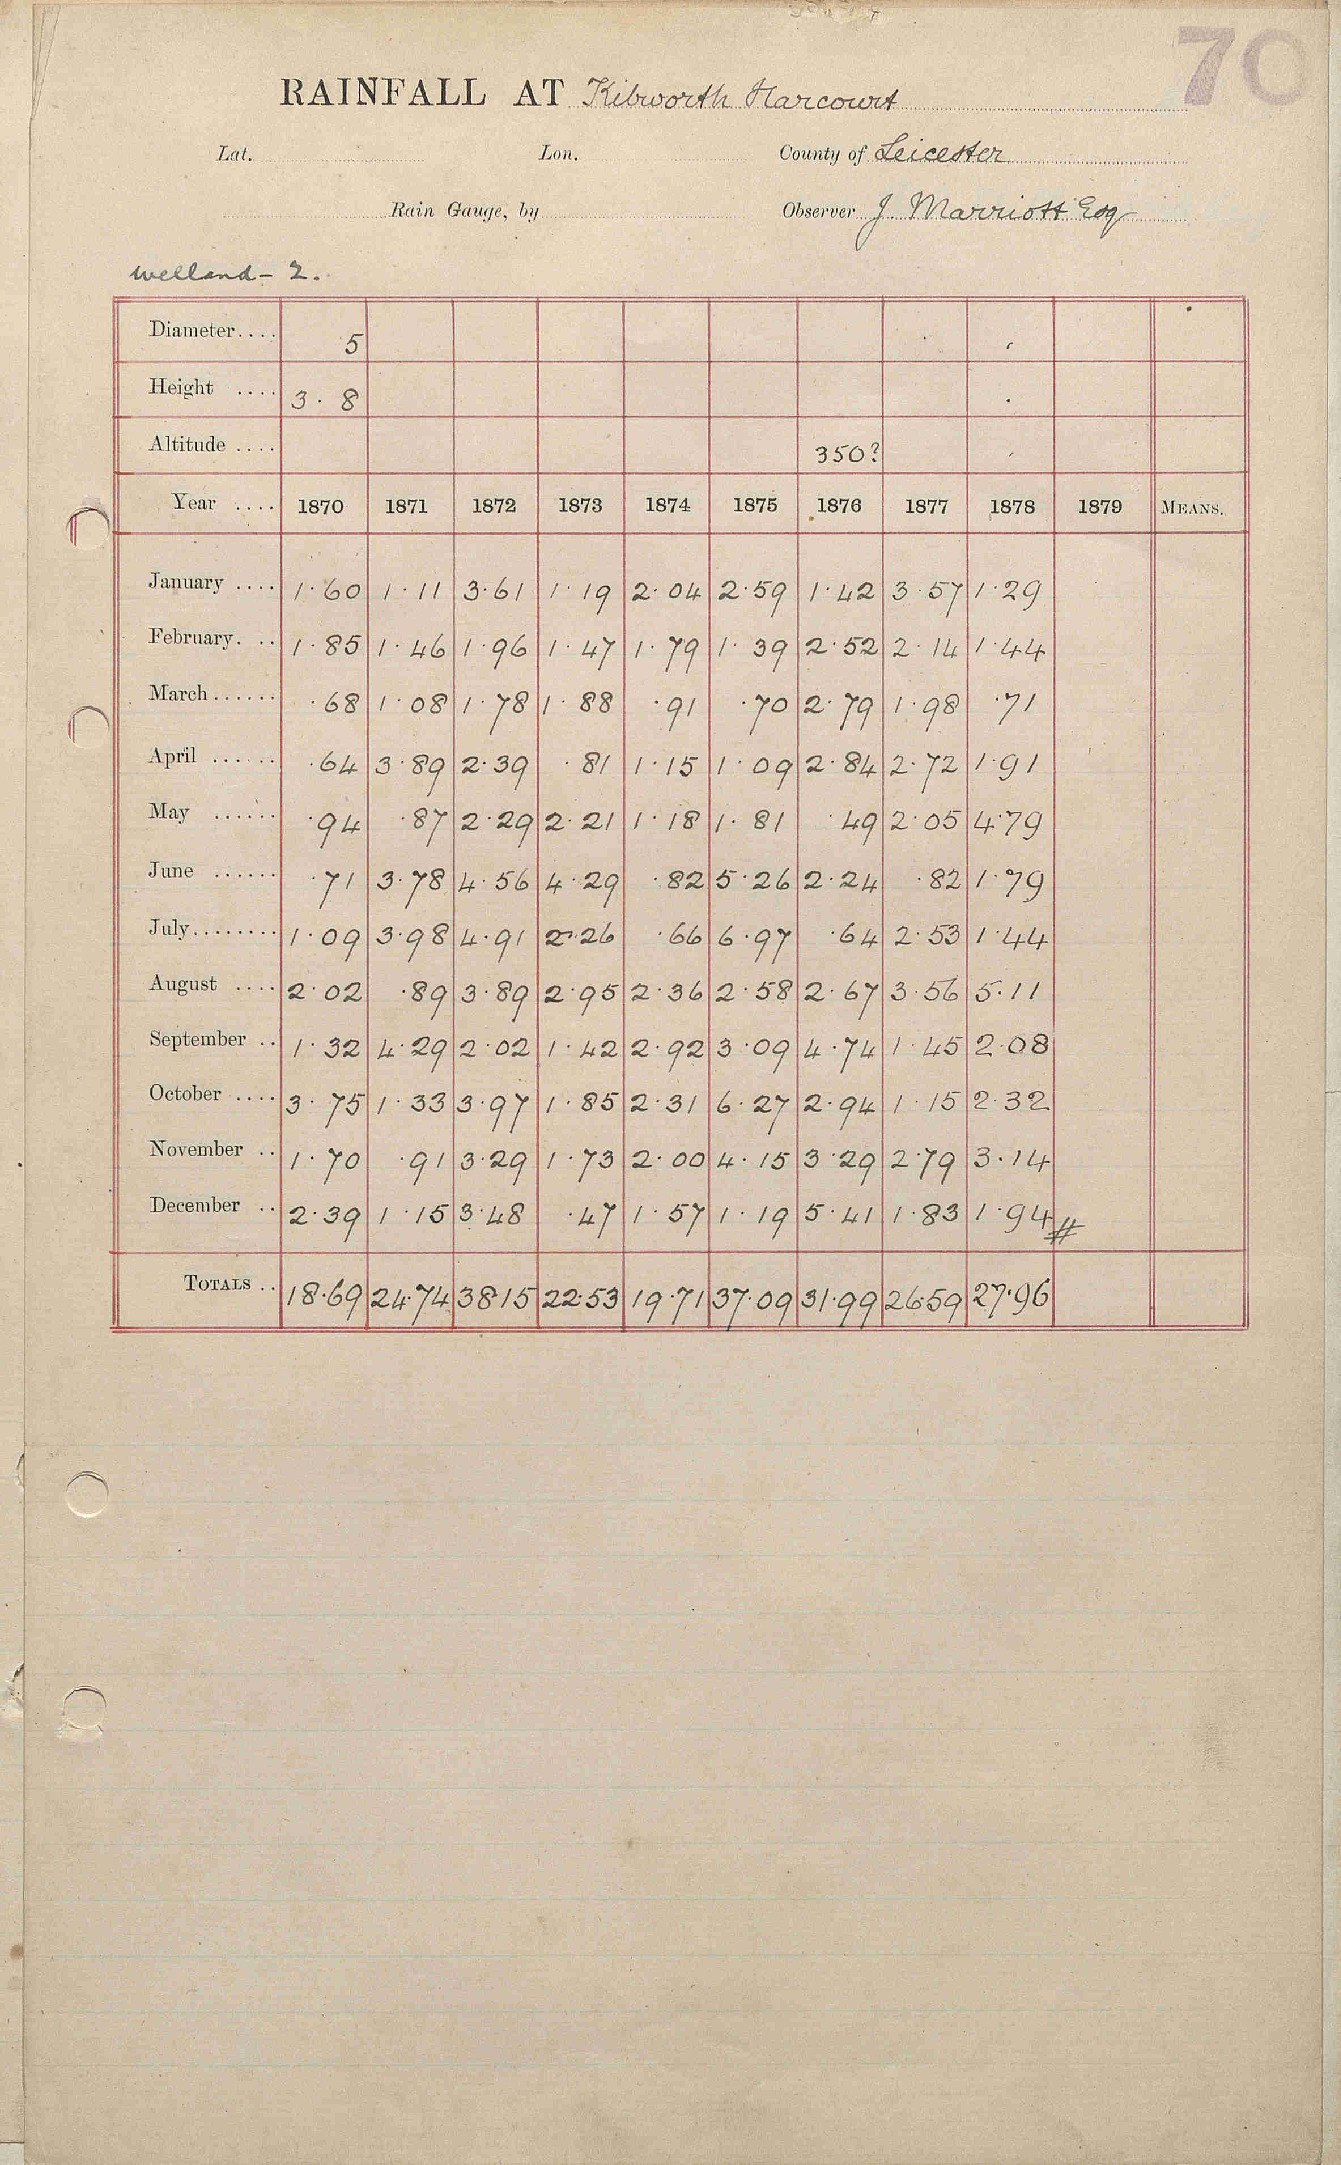 70
RAINFALL AT Kibworth Harcourt
Lat. Lon. County of Leicester
Rain Gauge, by Observer J. Marriott Esq
Welland - 2.
Diameter.... 5
Height .... 3. 8
Altitude .... 350?
Year .... 1870 1871 1872 1873 1874 1875 1876 1877 1878 1879 MEANS.
January .... 1.60 1.11 3.61 1.19 2.04 2.59 1.42 3.57 1.29
February. .. 1.85 1.46 1.96 1.47 1.79 1.39 2.52 2.14 1.44
March...... .68 1.08 1.78 1.88 .91 .70 2.79 1.98 .71
April ...... .64 3.89 2.39 .81 1.15 1.09 2.84 2.72 1.91
May ...... .94 .87 2.29 2.21 1.18 1.81 .49 2.05 4.79
June ...... .71 3.78 4.56 4.29 .82 5.26 2.24 .82 1.79
July........ 1.09 3.98 4.91 2.26 .66 6.97 .64 2.53 1.44
August .... 2.02 .89 3.89 2.95 2.36 2.58 2.67 3.56 5.11
September .. 1.32 4.29 2.02 1.42 2.92 3.09 4.74 1.45 2.08
October .... 3.75 1.33 3.97 1.85 2.31 6.27 2.94 1.15 2.32
November .. 1.70 .91 3.29 1.73 2.00 4.15 3.29 2.79 3.14
December .. 2.39 1.15 3.48 .47 1.57 1.19 5.41 1.83 1.94 #
TOTALS .. 18.69 24.74 38.15 22.53 19.71 37.09 31.99 26.59 27.96